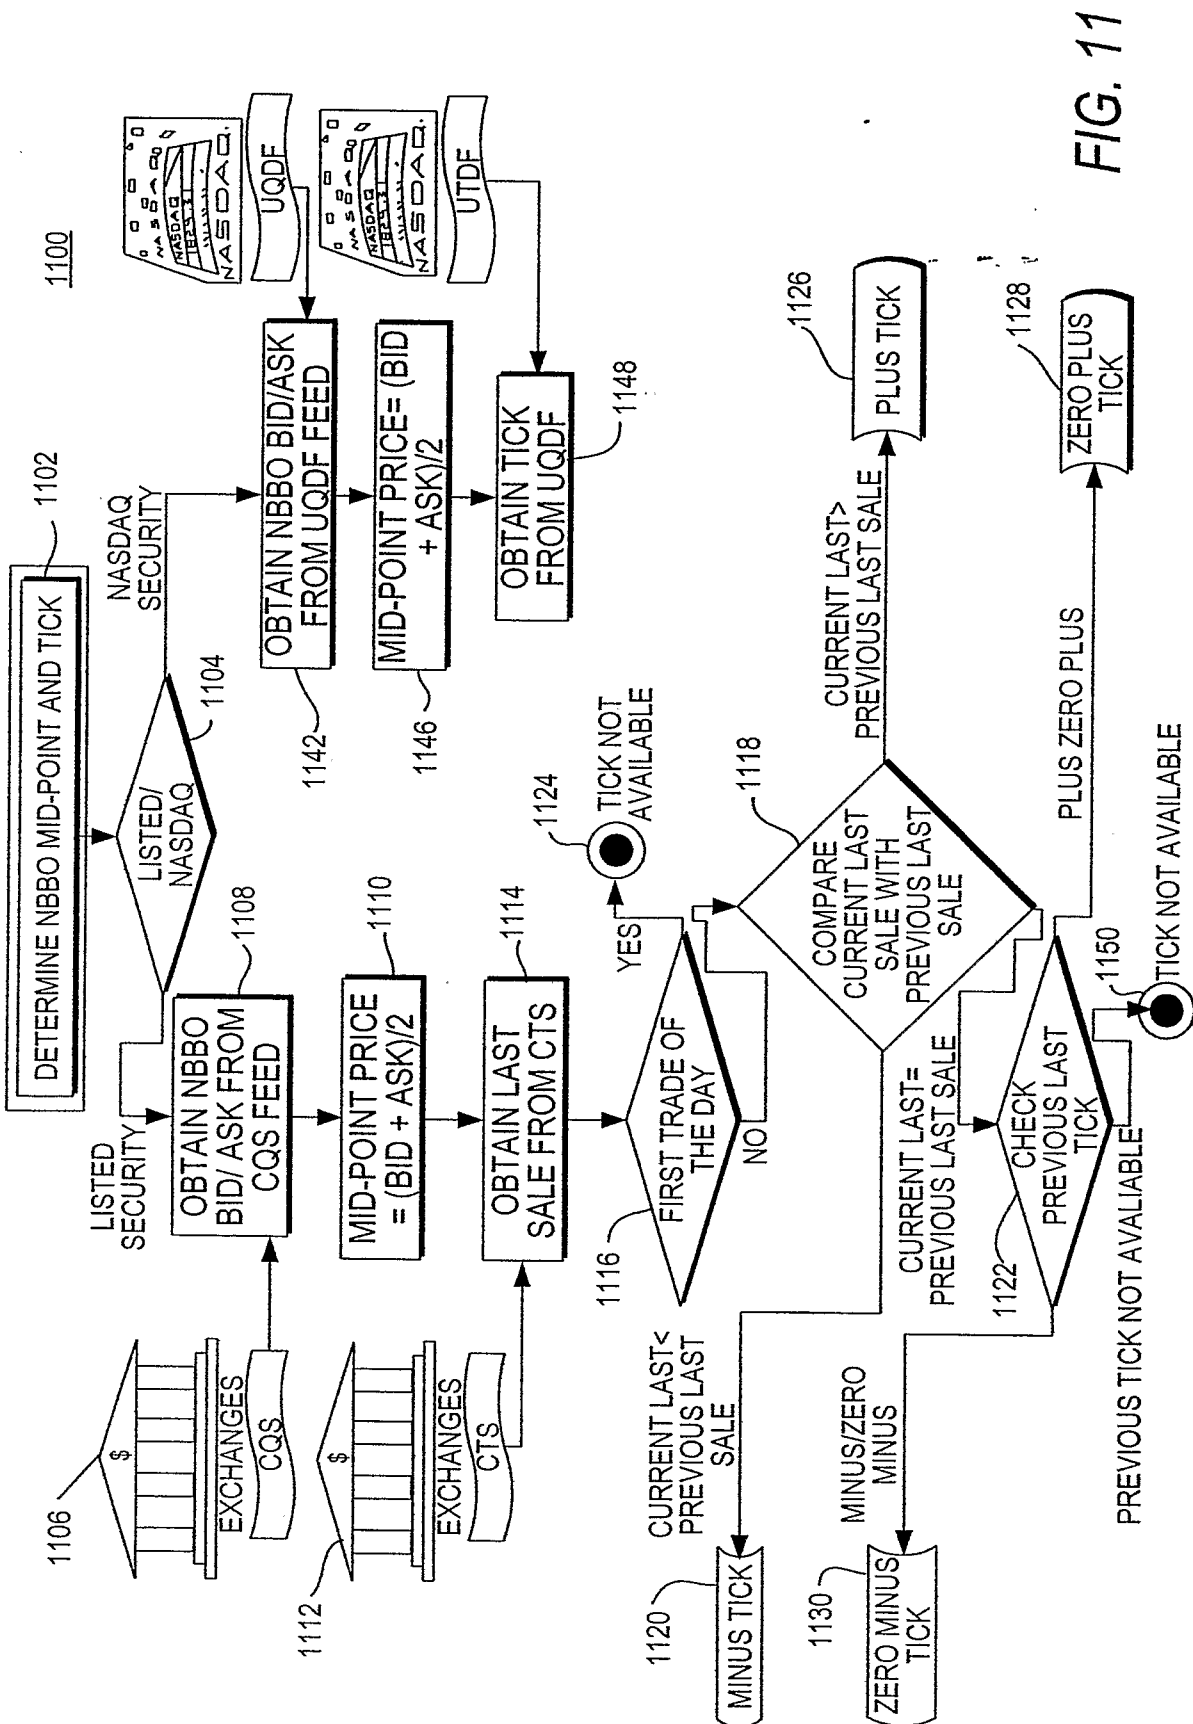 1100
DETERMINE NBBO MID-POINT AND TICK
1102
LISTED/
NASDAQ
1104
LISTED
SECURITY
NASDAQ
SECURITY
1106
$
EXCHANGES
CQS
OBTAIN NBBO
BID/ ASK FROM
CQS FEED
1108
MID-POINT PRICE
= (BID + ASK)/2
1110
1112
$
EXCHANGES
CTS
OBTAIN LAST
SALE FROM CTS
1114
NASDAQ
NASDAQ
NASDAQ.
UQDF
OBTAIN NBBO BID/ASK
FROM UQDF FEED
1142
MID-POINT PRICE= (BID
+ ASK)/2
1146
NASDAQ
NASDAQ
NASDAQ.
UTDF
OBTAIN TICK
FROM UQDF
1148
FIRST TRADE OF
THE DAY
1116
YES
NO
1124
TICK NOT
AVAILABLE
COMPARE
CURRENT LAST
SALE WITH
PREVIOUS LAST
SALE
1118
CURRENT LAST<
PREVIOUS LAST
SALE
1120
MINUS TICK
CURRENT LAST>
PREVIOUS LAST SALE
1126
PLUS TICK
CURRENT LAST=
PREVIOUS LAST SALE
CHECK
PREVIOUS LAST
TICK
1122
MINUS/ZERO
MINUS
1130
ZERO MINUS
TICK
PLUS ZERO PLUS
1128
ZERO PLUS
TICK
PREVIOUS TICK NOT AVALIABLE
1150
TICK NOT AVAILABLE
FIG. 11